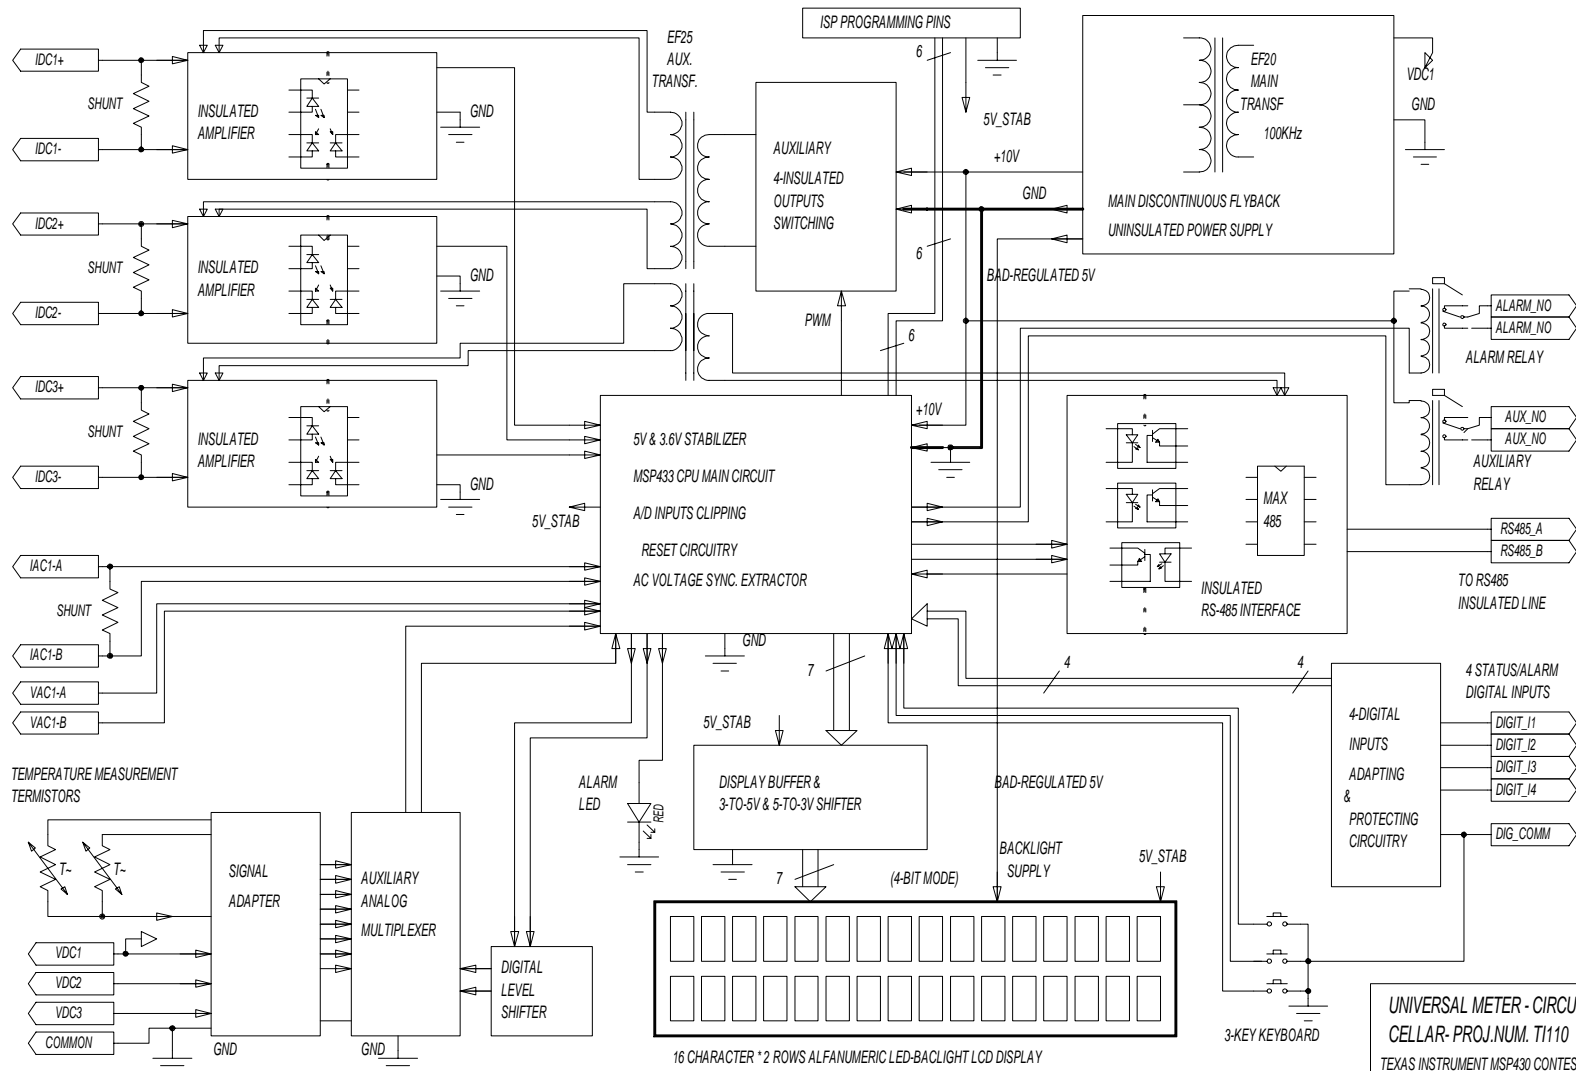 ISP PROGRAMMING PINS
6
5V_STAB
EF25
AUX.
TRANSF.
IDC1+
SHUNT
IDC1-
INSULATED
AMPLIFIER
GND
IDC2+
SHUNT
IDC2-
INSULATED
AMPLIFIER
GND
IDC3+
SHUNT
IDC3-
INSULATED
AMPLIFIER
GND
AUXILIARY
4-INSULATED
OUTPUTS
SWITCHING
PWM
6
6
+10V
GND
BAD-REGULATED 5V
EF20
MAIN
TRANSF
100KHz
MAIN DISCONTINUOUS FLYBACK
UNINSULATED POWER SUPPLY
VDC1
GND
ALARM_NO
ALARM_NO
ALARM RELAY
AUX_NO
AUX_NO
AUXILIARY
RELAY
+10V
5V & 3.6V STABILIZER
MSP433 CPU MAIN CIRCUIT
A/D INPUTS CLIPPING
RESET CIRCUITRY
AC VOLTAGE SYNC. EXTRACTOR
5V_STAB
GND
MAX
485
INSULATED
RS-485 INTERFACE
RS485_A
RS485_B
TO RS485
INSULATED LINE
IAC1-A
SHUNT
IAC1-B
VAC1-A
VAC1-B
7
4
4
4 STATUS/ALARM
DIGITAL INPUTS
4-DIGITAL
INPUTS
ADAPTING
&
PROTECTING
CIRCUITRY
DIGIT_I1
DIGIT_I2
DIGIT_I3
DIGIT_I4
DIG_COMM
TEMPERATURE MEASUREMENT
TERMISTORS
T~
T~
SIGNAL
ADAPTER
AUXILIARY
ANALOG
MULTIPLEXER
VDC1
VDC2
VDC3
COMMON
GND
GND
DIGITAL
LEVEL
SHIFTER
ALARM
LED
RED
5V_STAB
DISPLAY BUFFER &
3-TO-5V & 5-TO-3V SHIFTER
7
(4-BIT MODE)
BAD-REGULATED 5V
BACKLIGHT
SUPPLY
5V_STAB
16 CHARACTER * 2 ROWS ALFANUMERIC LED-BACLIGHT LCD DISPLAY
3-KEY KEYBOARD
UNIVERSAL METER - CIRCU
CELLAR- PROJ.NUM. TI110
TEXAS INSTRUMENT MSP430 CONTES